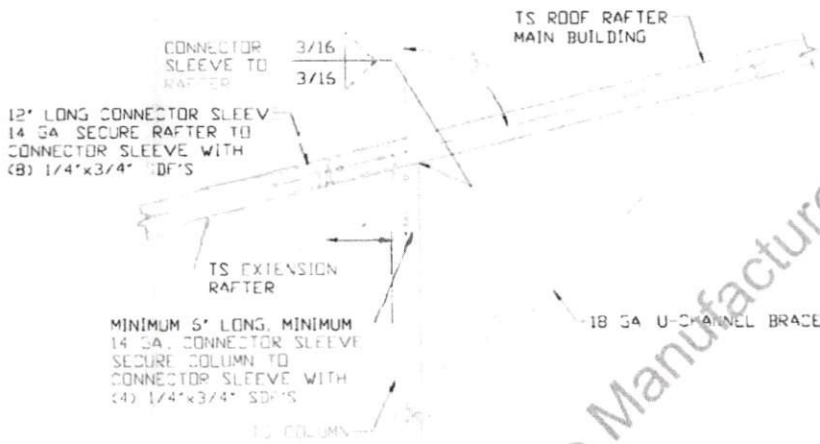 TS ROOF RAFTER
MAIN BUILDING
CONNECTOR
SLEEVE TO
RAFTER
3/16
3/16
12" LONG CONNECTOR SLEEV
14 GA SECURE RAFTER TO
CONNECTOR SLEEVE WITH
(8) 1/4"x3/4" SDF'S
TS EXTENSION
RAFTER
MINIMUM 6" LONG, MINIMUM
14 GA. CONNECTOR SLEEVE
SECURE COLUMN TO
CONNECTOR SLEEVE WITH
(4) 1/4"x3/4" SDF'S
TS COLUMN
18 GA U-CHANNEL BRACE
Manufacture